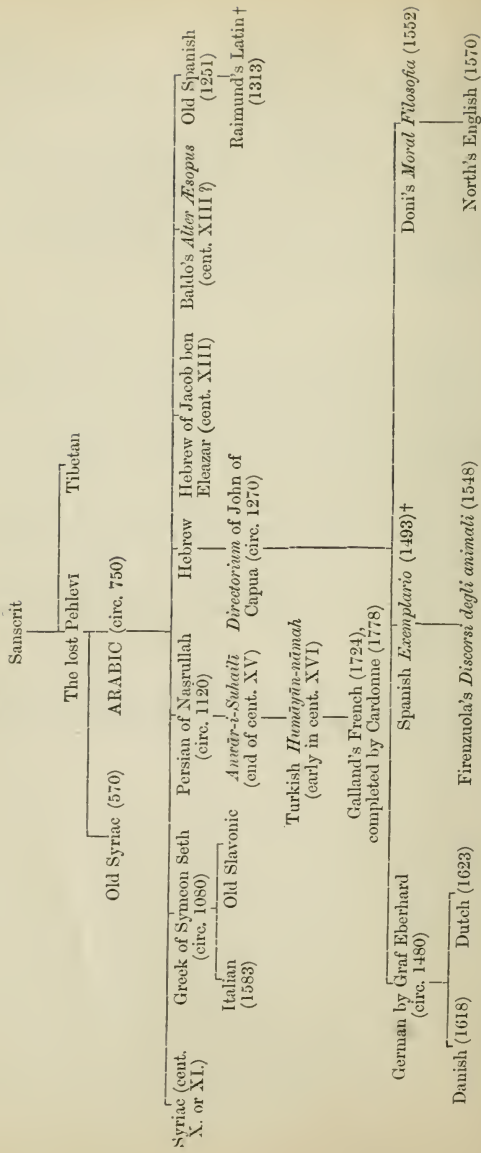 Sanscrit
The lost Pehlevī Tibetan
Old Syriac (570) ARABIC (circ. 750)
Syriac (cent. X. or XI.)
Greek of Symeon Seth (circ. 1080)
Italian (1583) Old Slavonic
Persian of Naṣrullah (circ. 1120)
Anwār-i-Suhailī (end of cent. XV)
Turkish Humāyūn-nāmah (early in cent. XVI)
Galland's French (1724), completed by Cardonne (1778)
Hebrew
Directorium of John of Capua (circ. 1270)
Hebrew of Jacob ben Eleazar (cent. XIII)
Baldo's Alter Æsopus (cent. XIII ?)
Old Spanish (1251)
Raimund's Latin† (1313)
German by Graf Eberhard (circ. 1480)
Danish (1618) Dutch (1623)
Spanish Exemplario (1493)†
Firenzuola's Discorsi degli animali (1548)
Doni's Moral Filosofia (1552)
North's English (1570)